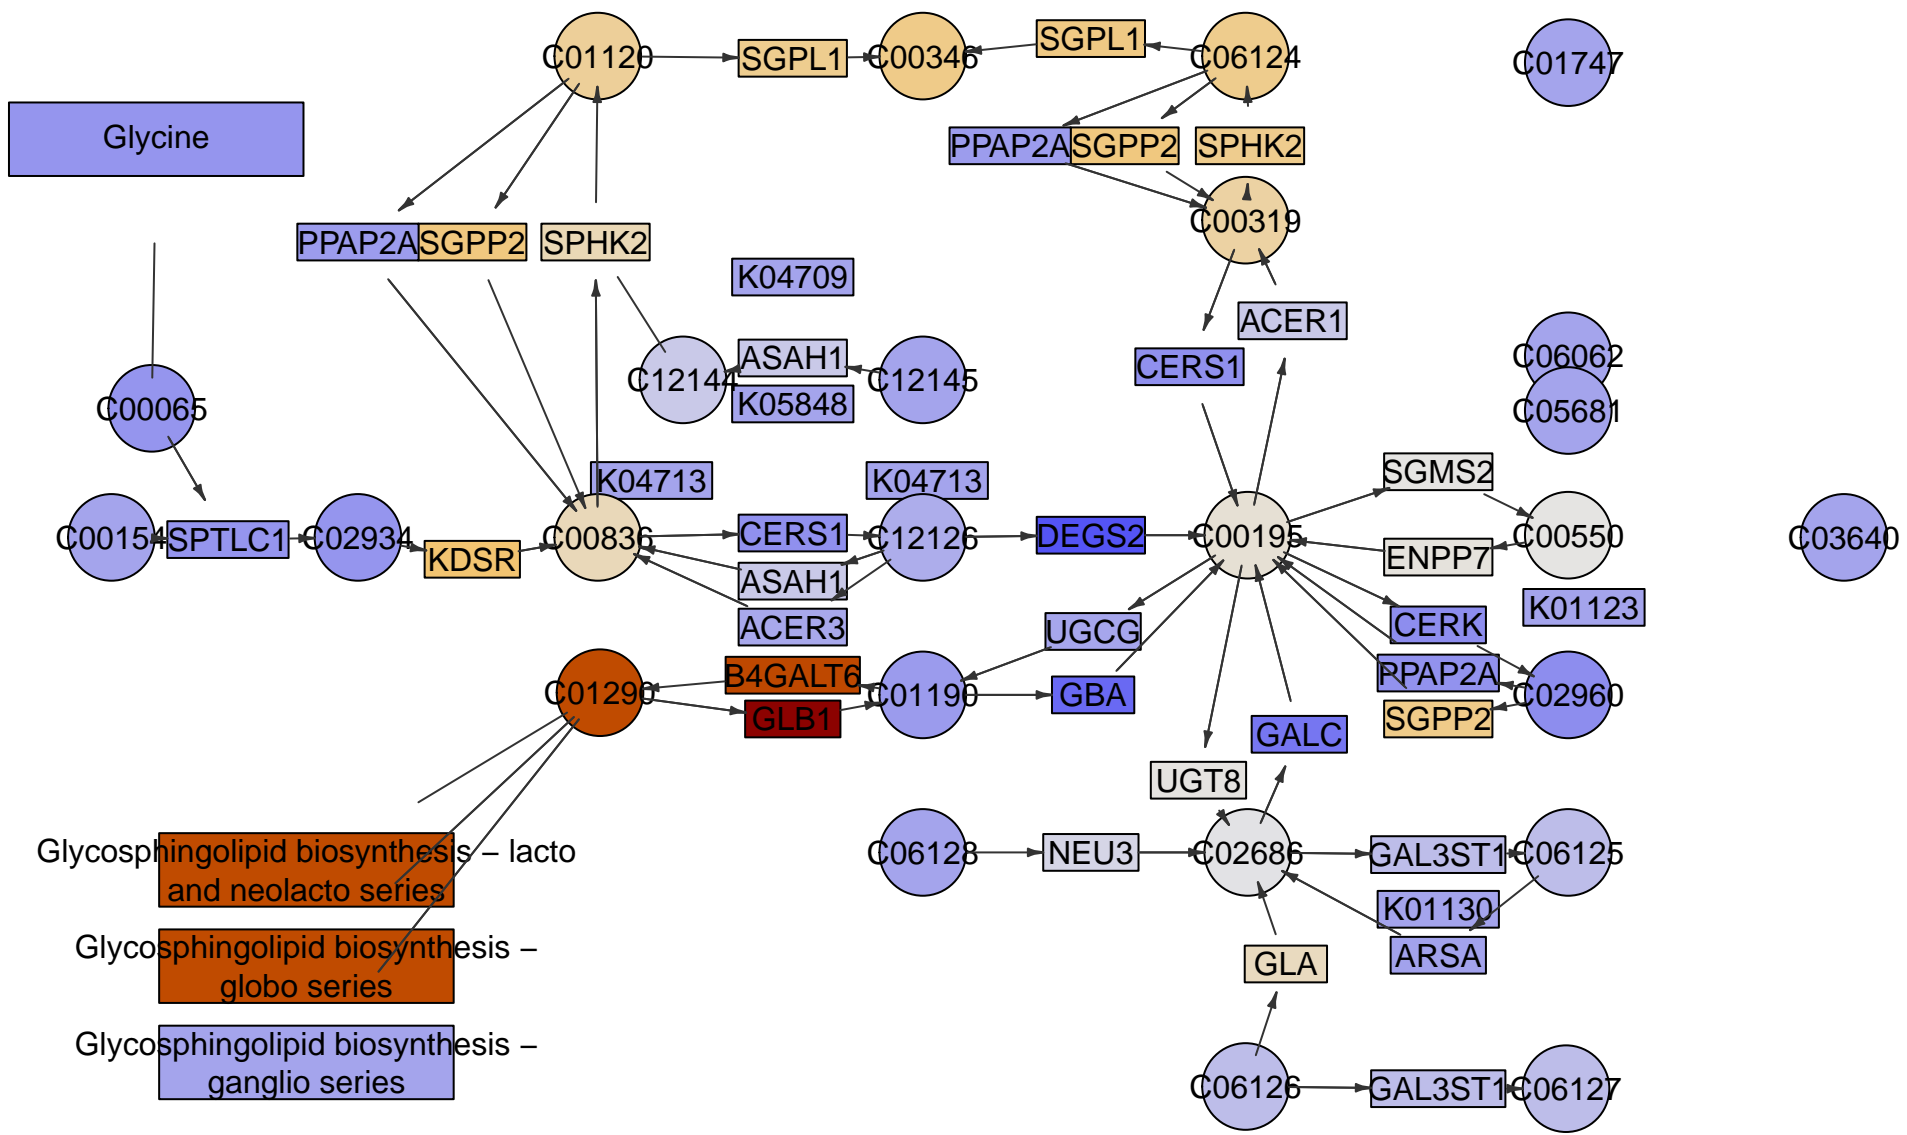 C01120
SGPL1
C00346
SGPL1
C06124
C01747
Glycine
PPAP2A
SGPP2
SPHK2
C00319
PPAP2A
SGPP2
SPHK2
K04709
ACER1
C12144
ASAH1
C12145
CERS1
C06062
K05848
C00065
C05681
K04713
K04713
SGMS2
C00154
SPTLC1
C02934
KDSR
C00836
CERS1
C12126
DEGS2
C00195
C00550
C03640
ENPP7
ASAH1
K01123
ACER3
UGCG
CERK
B4GALT6
PPAP2A
C01290
C01190
GBA
C02960
GLB1
SGPP2
GALC
UGT8
Glycosphingolipid biosynthesis – lacto
and neolacto series
C06128
NEU3
C02686
GAL3ST1
C06125
K01130
Glycosphingolipid biosynthesis –
globo series
GLA
ARSA
Glycosphingolipid biosynthesis –
ganglio series
C06126
GAL3ST1
C06127